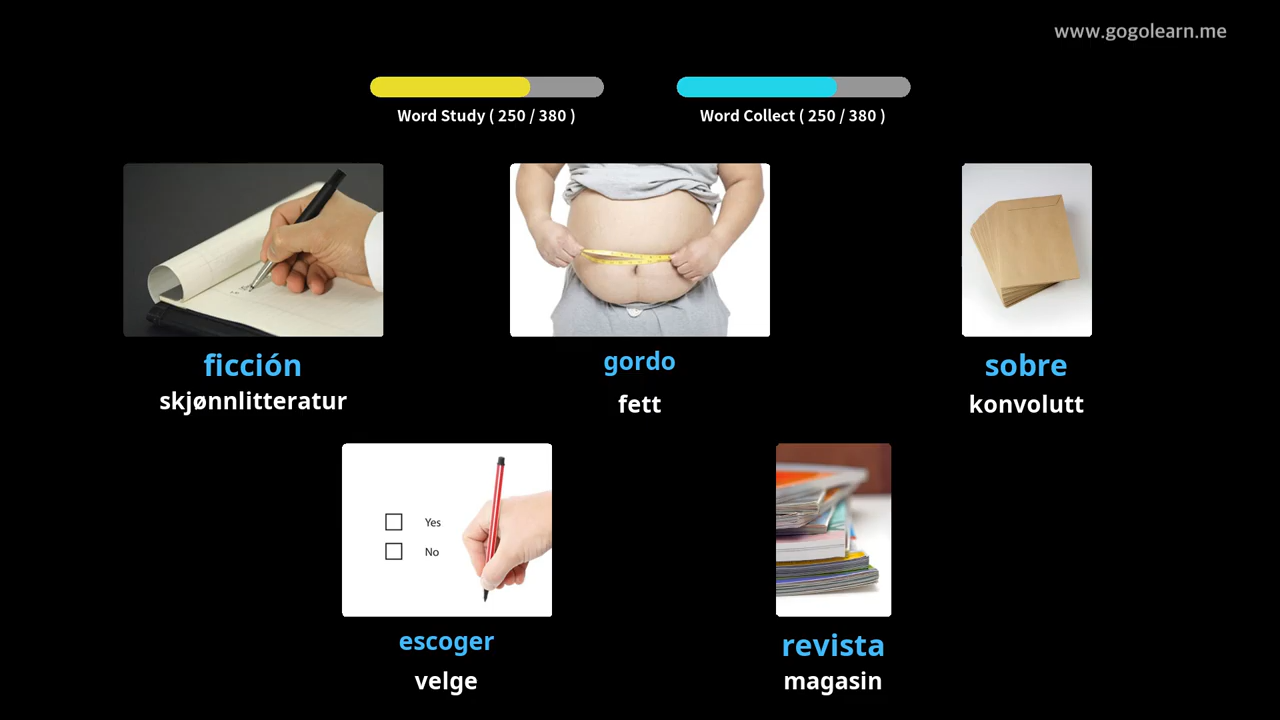 www.gogolearn.me
Word Study ( 250 / 380 )
Word Collect ( 250 / 380 )
ficción
skjønnlitteratur
gordo
fett
sobre
konvolutt
Yes
No
escoger
velge
revista
magasin